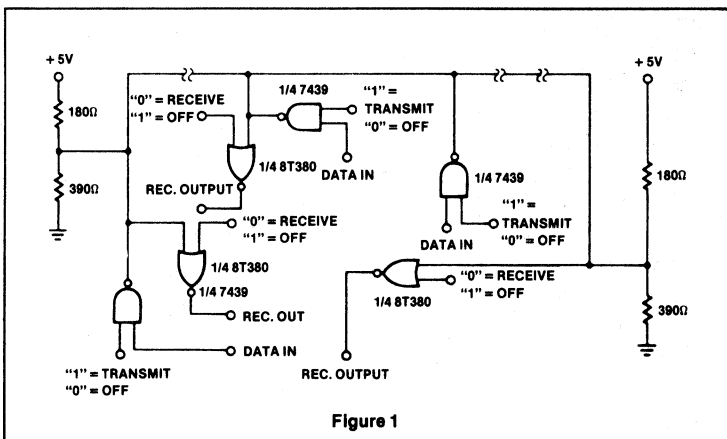 + 5V
180Ω
390Ω
"0" = RECEIVE
"1" = OFF
1/4 7439
"1" =
TRANSMIT
"0" = OFF
DATA IN
1/4 8T380
REC. OUTPUT
"0" = RECEIVE
"1" = OFF
1/4 8T380
1/4 7439
REC. OUT
DATA IN
"1" = TRANSMIT
"0" = OFF
1/4 7439
"1" =
TRANSMIT
"0" = OFF
DATA IN
"0" = RECEIVE
"1" = OFF
1/4 8T380
REC. OUTPUT
+ 5V
180Ω
390Ω
Figure 1